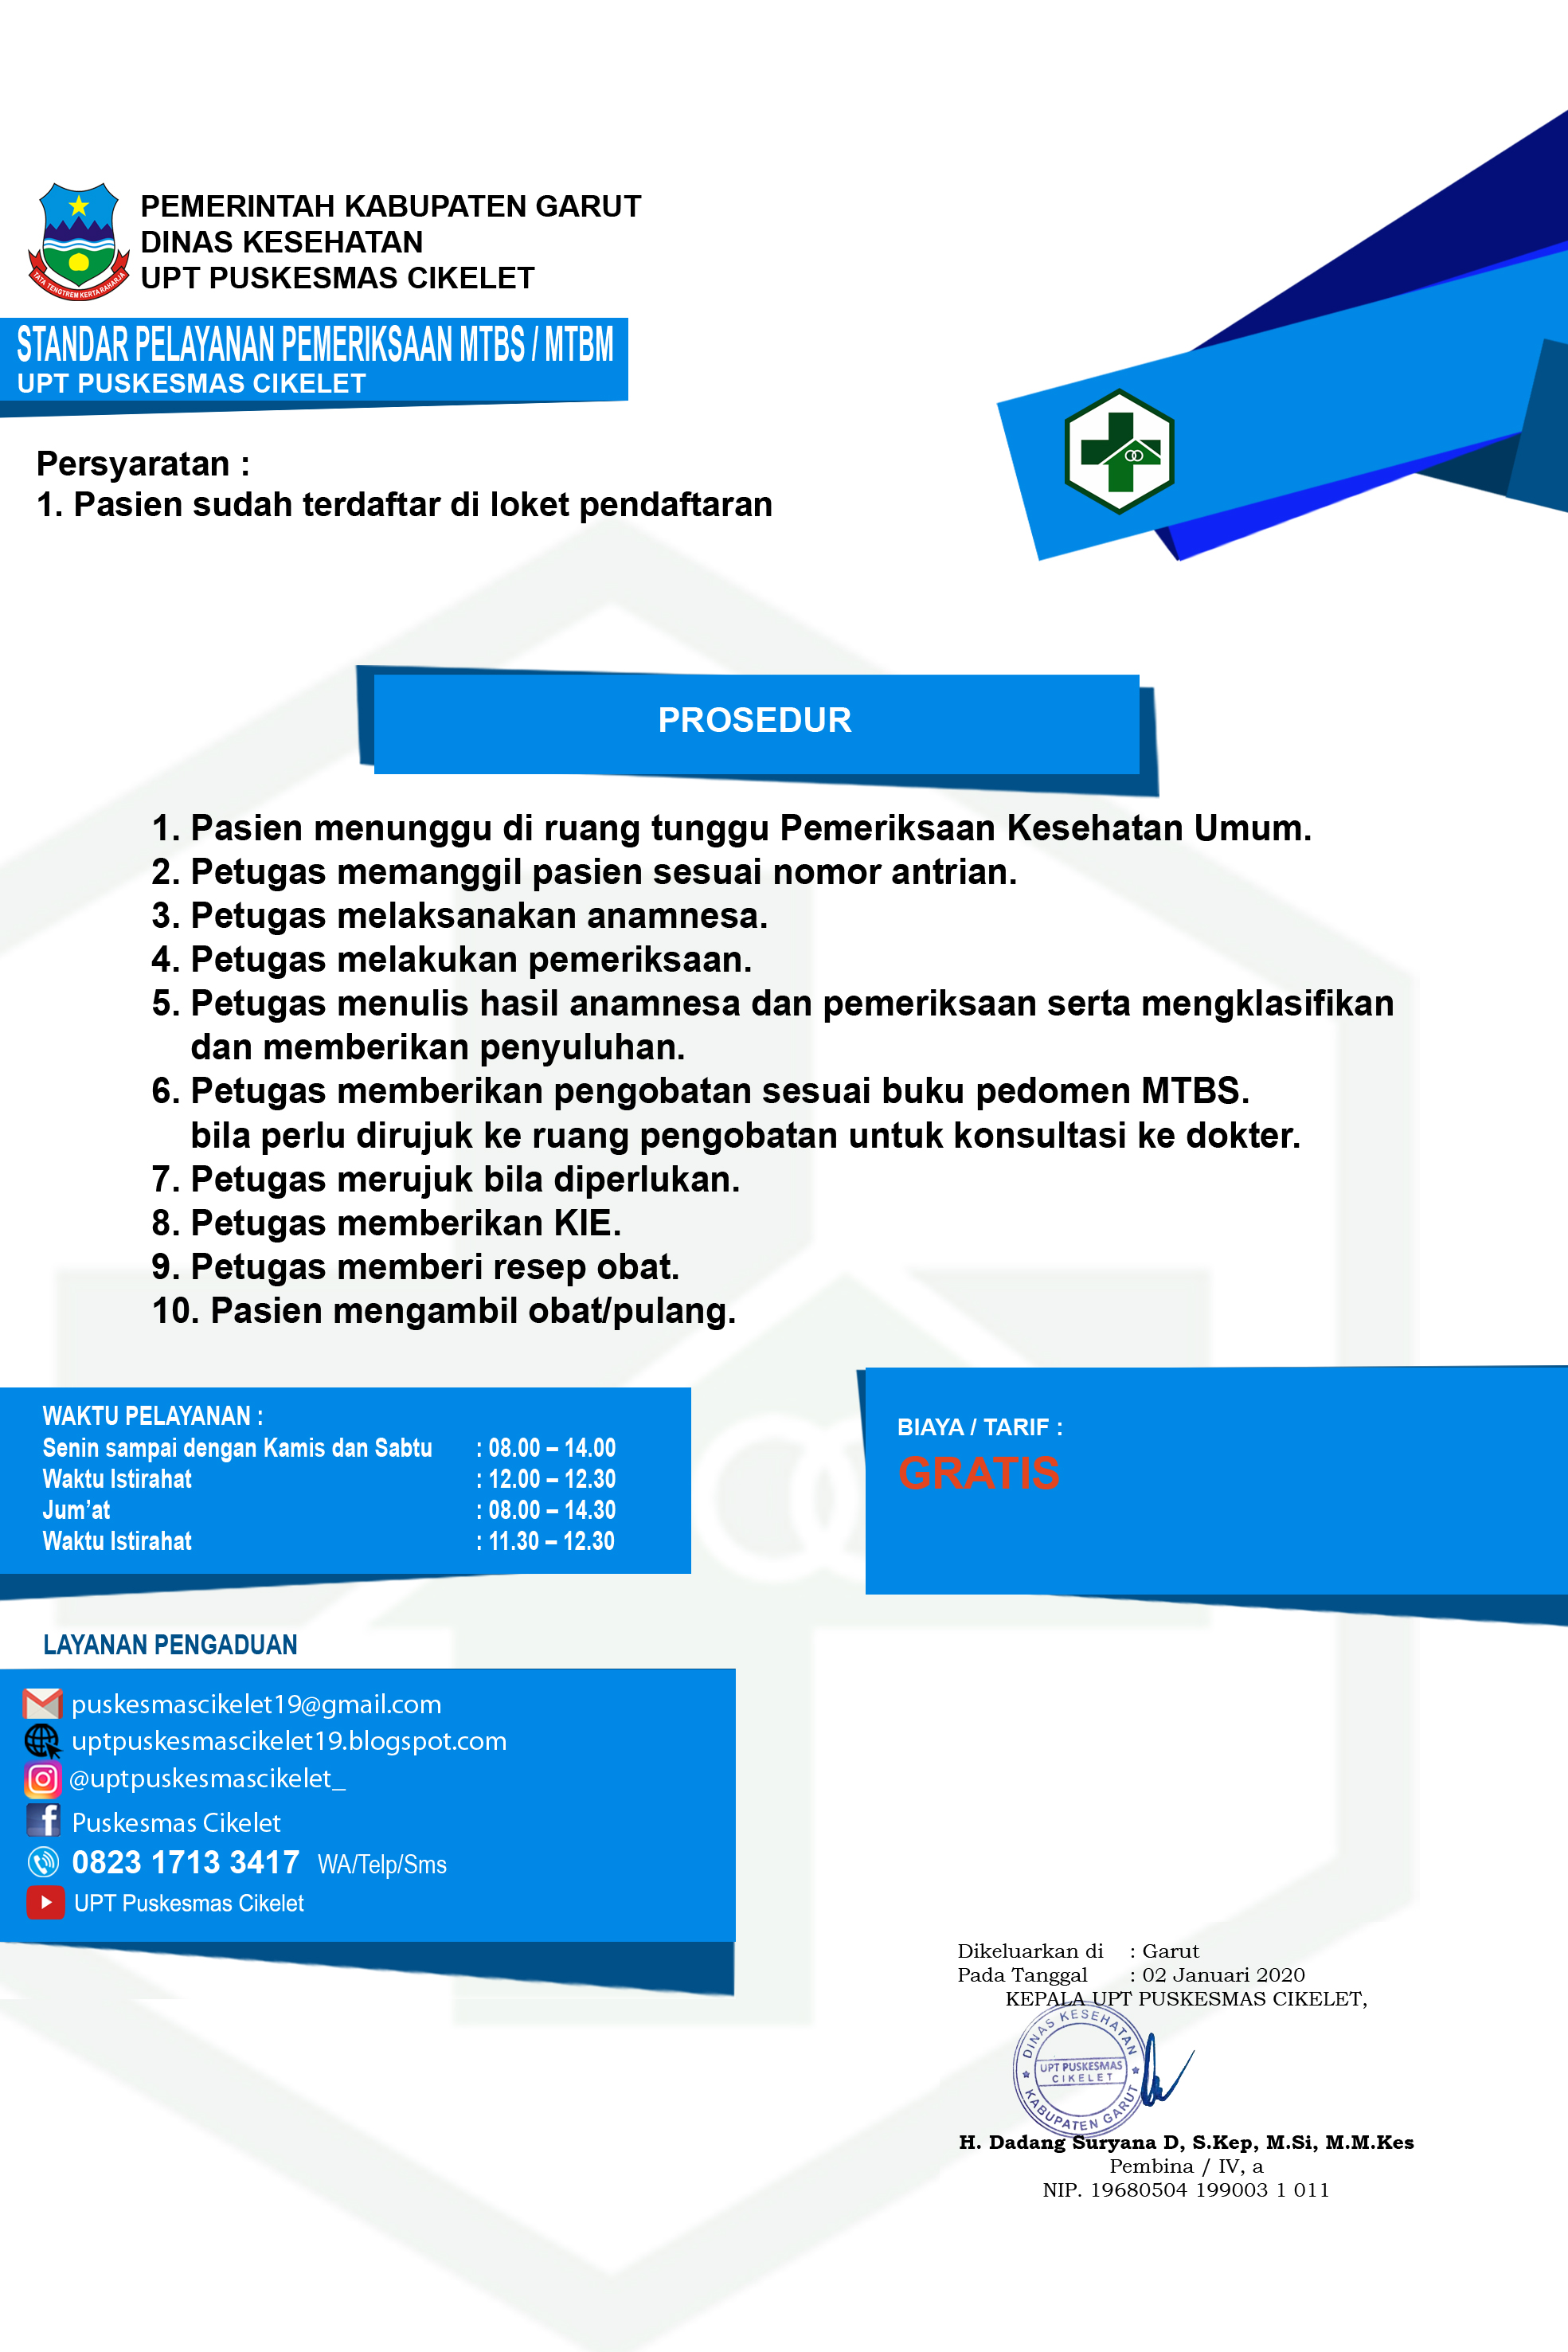 PEMERINTAH KABUPATEN GARUT
DINAS KESEHATAN
UPT PUSKESMAS CIKELET
TATA TENGTREM KERTA RAHARJA
STANDAR PELAYANAN PEMERIKSAAN MTBS / MTBM
UPT PUSKESMAS CIKELET
Persyaratan :
1. Pasien sudah terdaftar di loket pendaftaran
PROSEDUR
1. Pasien menunggu di ruang tunggu Pemeriksaan Kesehatan Umum.
2. Petugas memanggil pasien sesuai nomor antrian.
3. Petugas melaksanakan anamnesa.
4. Petugas melakukan pemeriksaan.
5. Petugas menulis hasil anamnesa dan pemeriksaan serta mengklasifikan
dan memberikan penyuluhan.
6. Petugas memberikan pengobatan sesuai buku pedomen MTBS.
bila perlu dirujuk ke ruang pengobatan untuk konsultasi ke dokter.
7. Petugas merujuk bila diperlukan.
8. Petugas memberikan KIE.
9. Petugas memberi resep obat.
10. Pasien mengambil obat/pulang.
WAKTU PELAYANAN :
Senin sampai dengan Kamis dan Sabtu : 08.00 – 14.00
Waktu Istirahat : 12.00 – 12.30
Jum’at : 08.00 – 14.30
Waktu Istirahat : 11.30 – 12.30
BIAYA / TARIF :
GRATIS
LAYANAN PENGADUAN
puskesmascikelet19@gmail.com
uptpuskesmascikelet19.blogspot.com
@uptpuskesmascikelet_
Puskesmas Cikelet
0823 1713 3417 WA/Telp/Sms
UPT Puskesmas Cikelet
Dikeluarkan di : Garut
Pada Tanggal : 02 Januari 2020
KEPALA UPT PUSKESMAS CIKELET,
DINAS KESEHATAN
UPT PUSKESMAS
CIKELET
KABUPATEN GARUT
H. Dadang Suryana D, S.Kep, M.Si, M.M.Kes
Pembina / IV, a
NIP. 19680504 199003 1 011